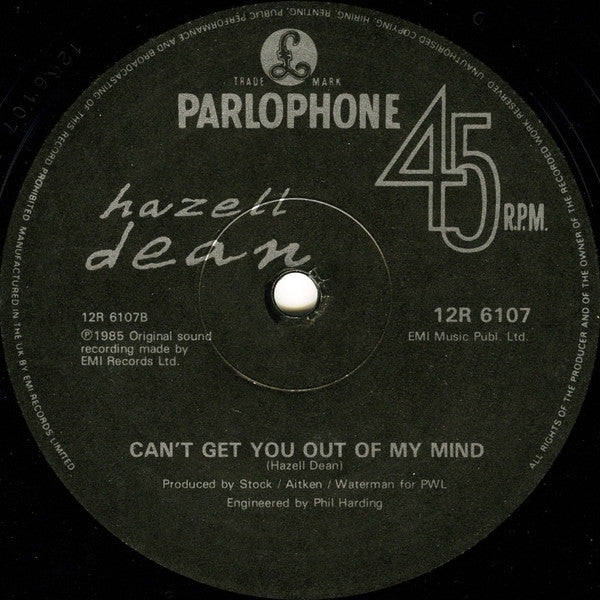 £
TRADE MARK
PARLOPHONE
45 R.P.M.
hazell
dean
12R 6107B
℗1985 Original sound
recording made by
EMI Records Ltd.
12R 6107
EMI Music Publ. Ltd.
CAN'T GET YOU OUT OF MY MIND
(Hazell Dean)
Produced by Stock / Aitken / Waterman for PWL
Engineered by Phil Harding
MANUFACTURED IN THE UK BY EMI RECORDS LIMITED
ALL RIGHTS OF THE PRODUCER AND OF THE OWNER OF THE RECORDED WORK RESERVED UNAUTHORISED COPYING, HIRING, RENTING, PUBLIC PERFORMANCE AND BROADCASTING OF THIS RECORD PROHIBITED
12R6107